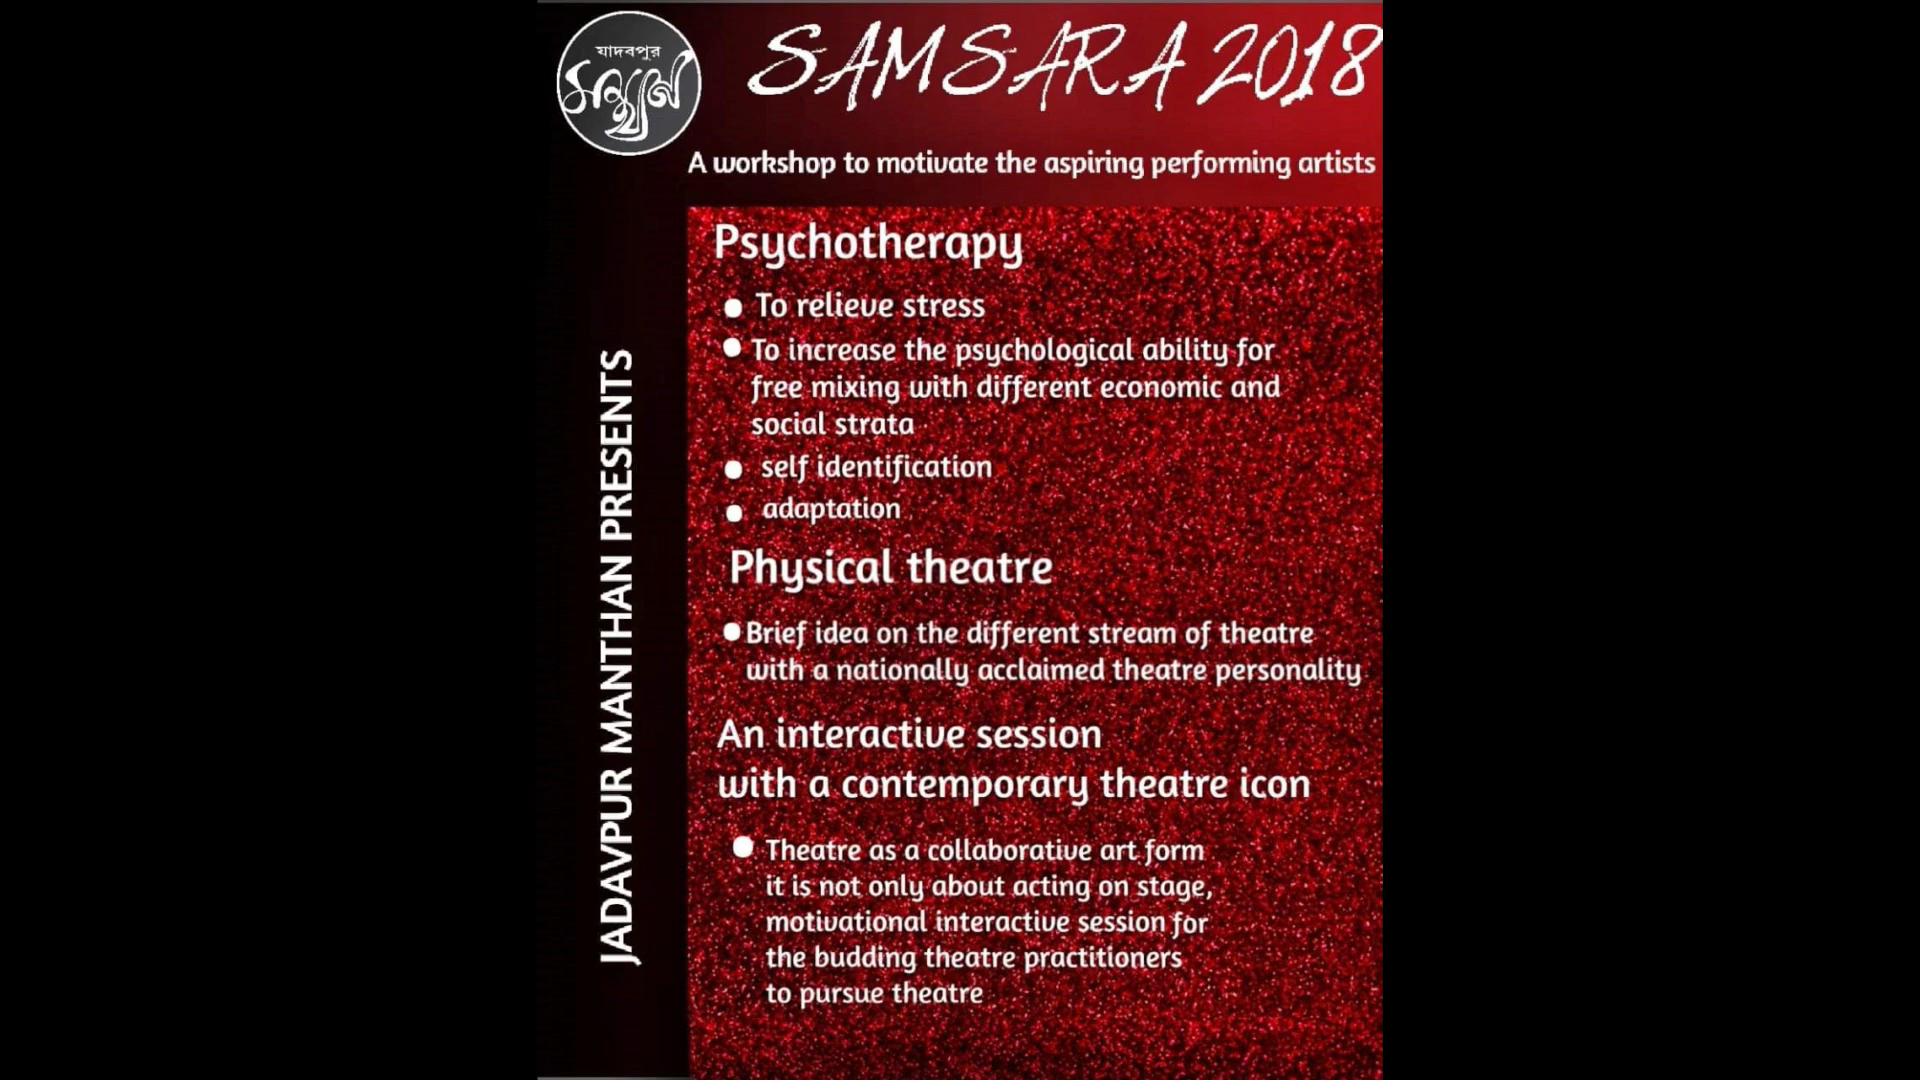 যাদবপুর
মন্থন
SAMSARA 2018
A workshop to motivate the aspiring performing artists
JADAVPUR MANTHAN PRESENTS
Psychotherapy
• To relieve stress
• To increase the psychological ability for
free mixing with different economic and
social strata
• self identification
• adaptation
Physical theatre
• Brief idea on the different stream of theatre
with a nationally acclaimed theatre personality
An interactive session
with a contemporary theatre icon
• Theatre as a collaborative art form
it is not only about acting on stage,
motivational interactive session for
the budding theatre practitioners
to pursue theatre